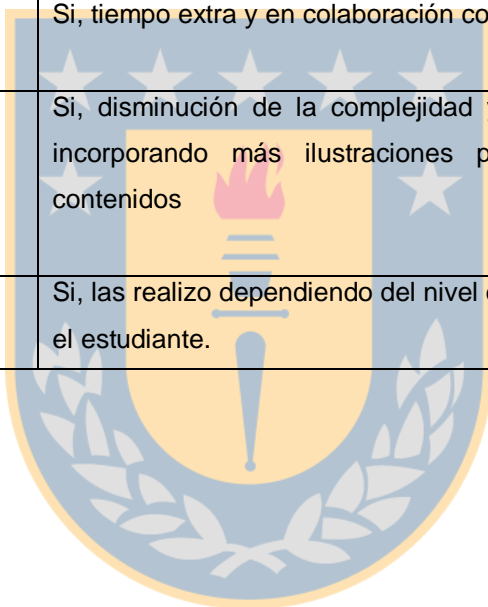 Si, tiempo extra y en colaboración co
Si, disminución de la complejidad y
incorporando más ilustraciones p
contenidos
Si, las realizo dependiendo del nivel
el estudiante.